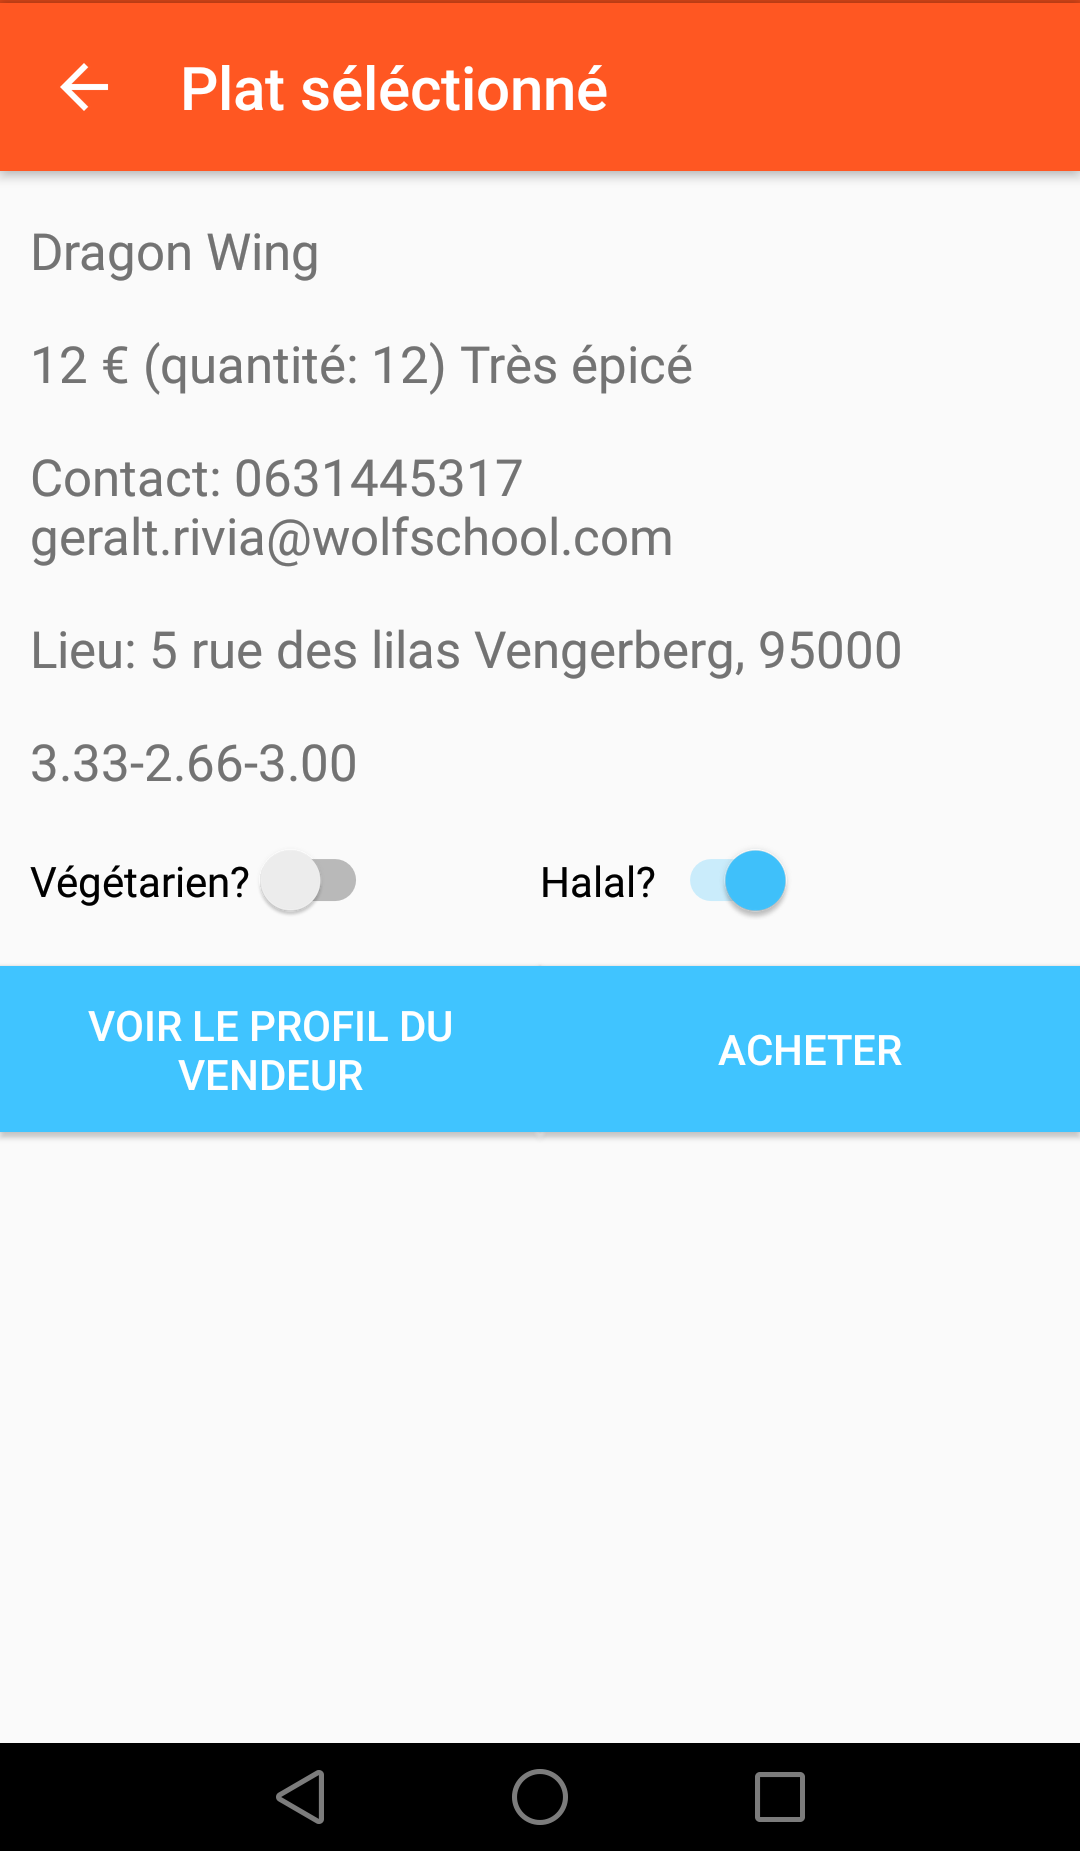 Plat séléctionné
Dragon Wing
12 € (quantité: 12) Très épicé
Contact: 0631445317
geralt.rivia@wolfschool.com
Lieu: 5 rue des lilas Vengerberg, 95000
3.33-2.66-3.00
Végétarien? Halal?
VOIR LE PROFIL DU
VENDEUR
ACHETER